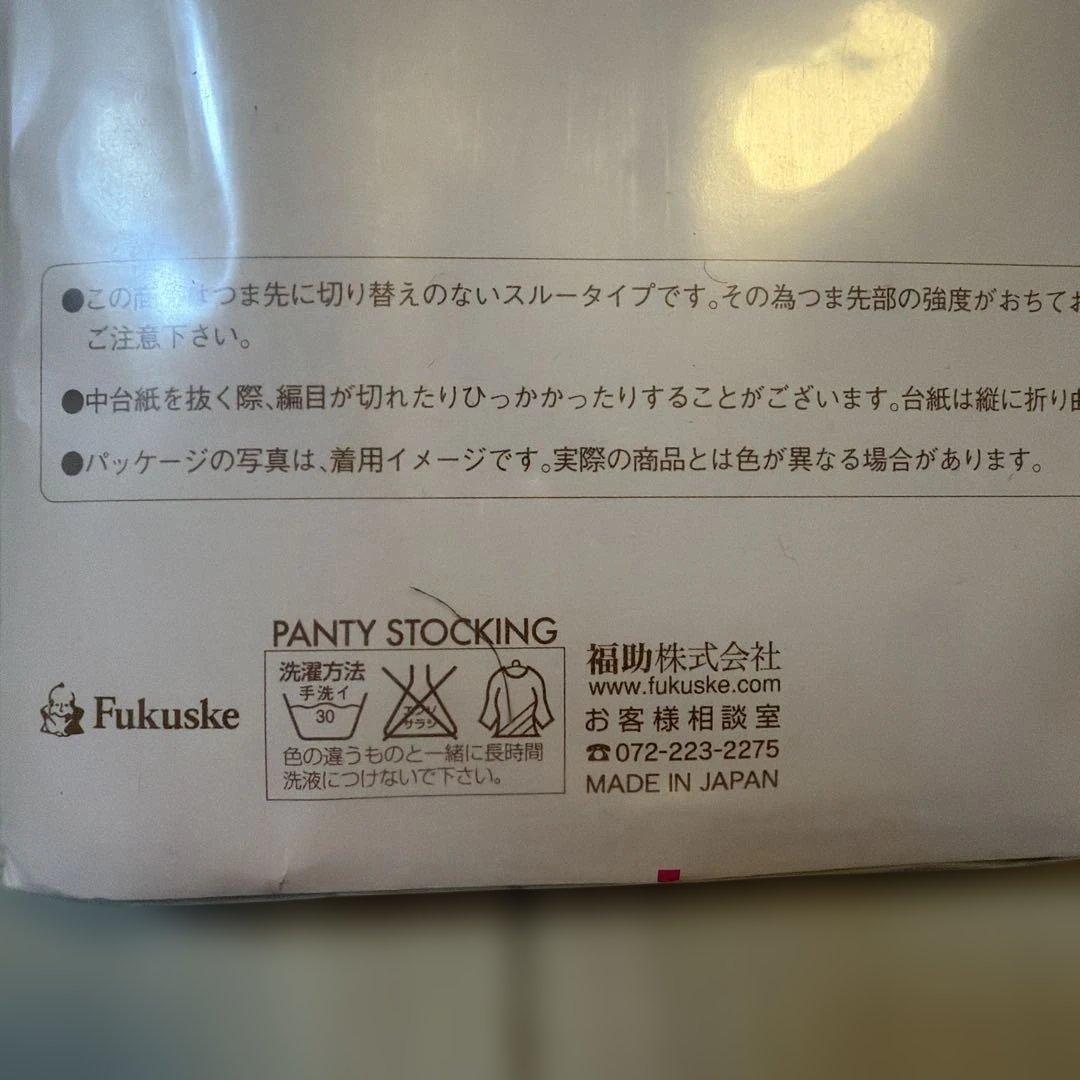 ●この商品はつま先に切り替えのないスルータイプです。その為つま先部の強度がおちてお
ご注意下さい。
●中台紙を抜く際、編目が切れたりひっかかったりすることがございます。台紙は縦に折り曲
●パッケージの写真は、着用イメージです。実際の商品とは色が異なる場合があります。
PANTY STOCKING
洗濯方法
手洗イ
30
エンソ
サラシ
色の違うものと一緒に長時間
洗液につけないで下さい。
Fukuske
福助株式会社
www.fukuske.com
お客様相談室
☎072-223-2275
MADE IN JAPAN